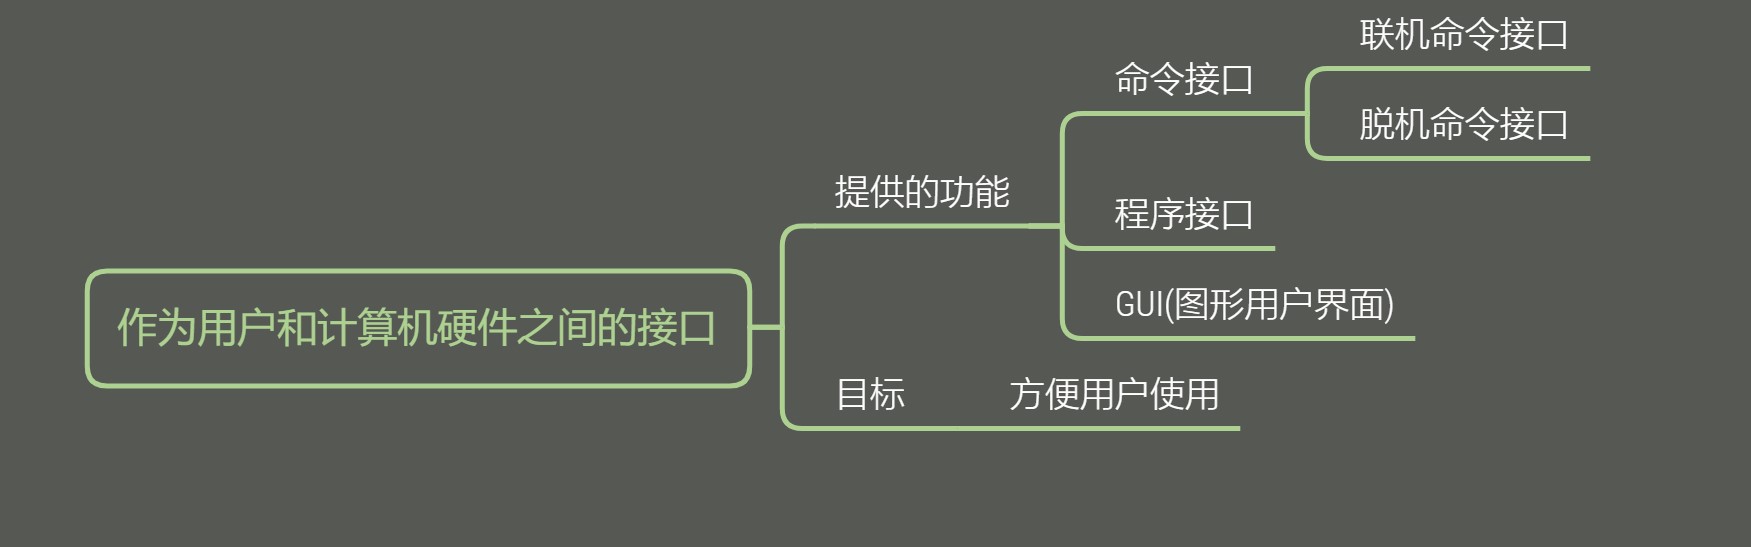 作为用户和计算机硬件之间的接口
提供的功能
命令接口
联机命令接口
脱机命令接口
程序接口
GUI(图形用户界面)
目标
方便用户使用